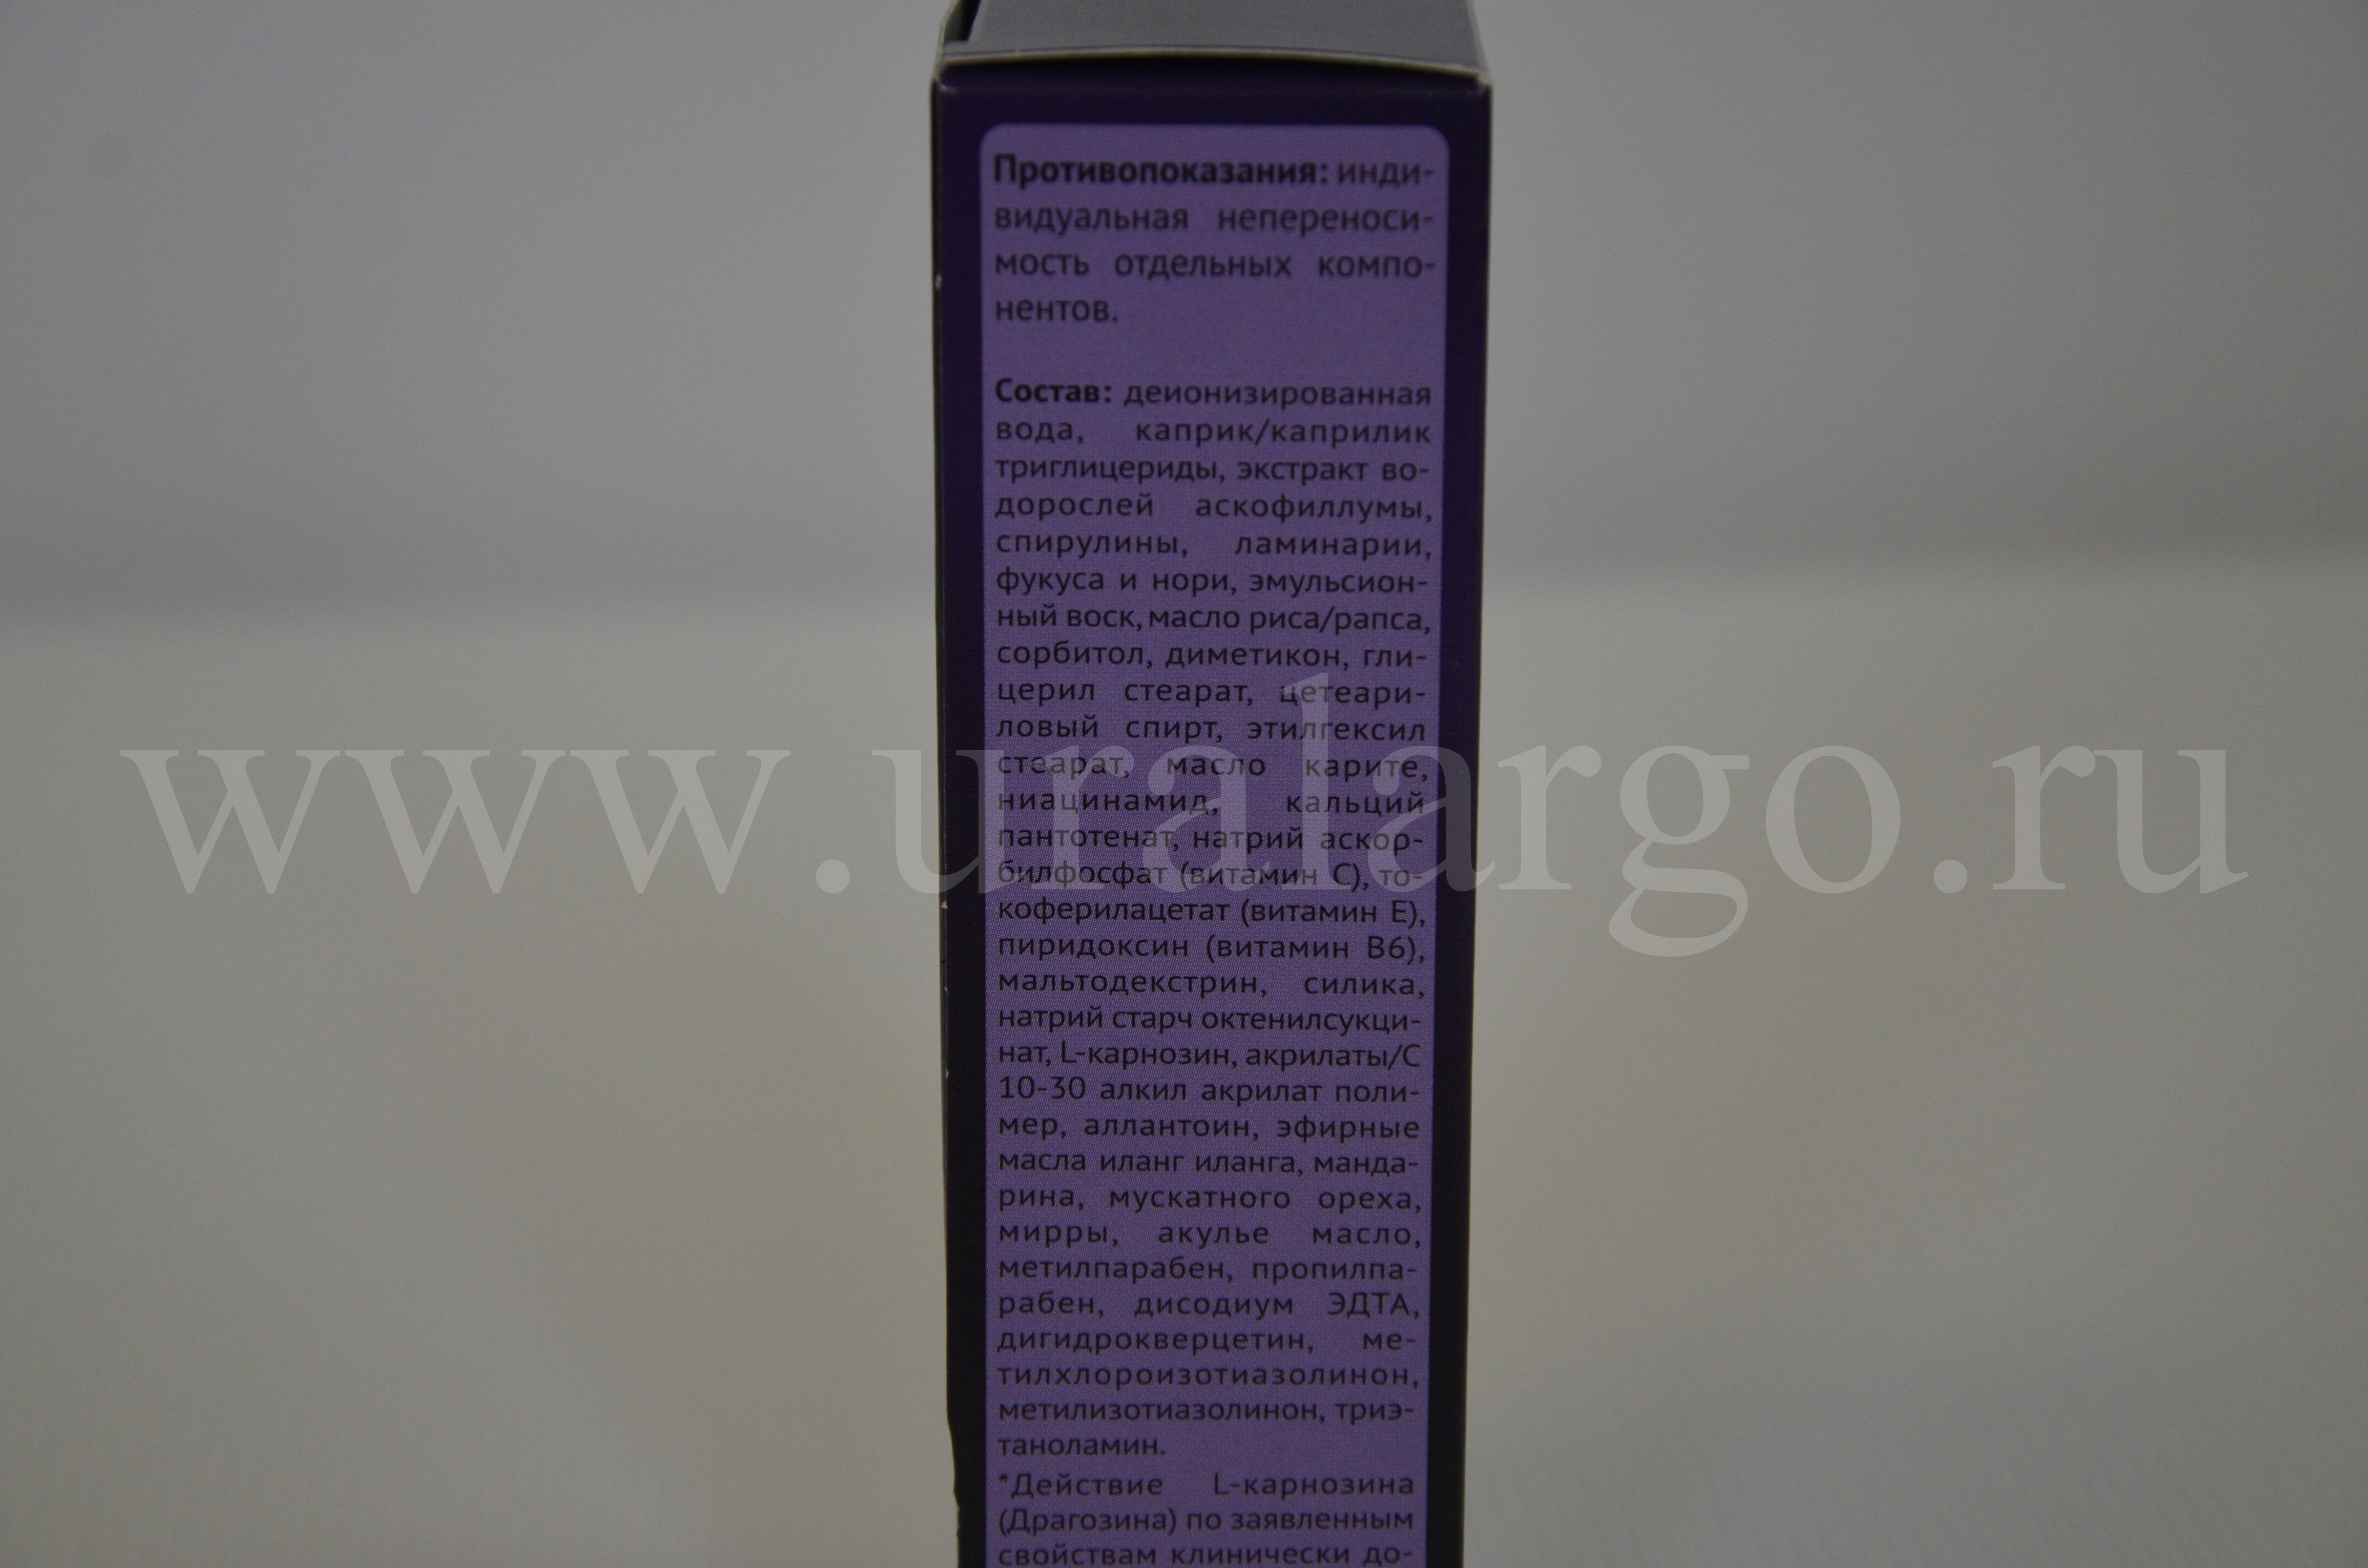 Противопоказания: инди-
видуальная непереноси-
мость отдельных компо-
нентов.
Состав: деионизированная
вода, каприк/каприлик
триглицериды, экстракт во-
дорослей аскофиллумы,
спирулины, ламинарии,
фукуса и нори, эмульсион-
ный воск, масло риса/рапса,
сорбитол, диметикон, гли-
церил стеарат, цетеари-
ловый спирт, этилгексил
стеарат, масло карите,
ниацинамид, кальций
пантотенат, натрий аскор-
билфосфат (витамин С), то-
коферилацетат (витамин Е),
пиридоксин (витамин В6),
мальтодекстрин, силика,
натрий старч октенилсукци-
нат, L-карнозин, акрилаты/С
10-30 алкил акрилат поли-
мер, аллантоин, эфирные
масла иланг иланга, манда-
рина, мускатного ореха,
мирры, акулье масло,
метилпарабен, пропилпа-
рабен, дисодиум ЭДТА,
дигидрокверцетин, ме-
тилхлороизотиазолинон,
метилизотиазолинон, триэ-
таноламин.
*Действие L-карнозина
(Драгозина) по заявленным
свойствам клинически до-
www.uralargo.ru